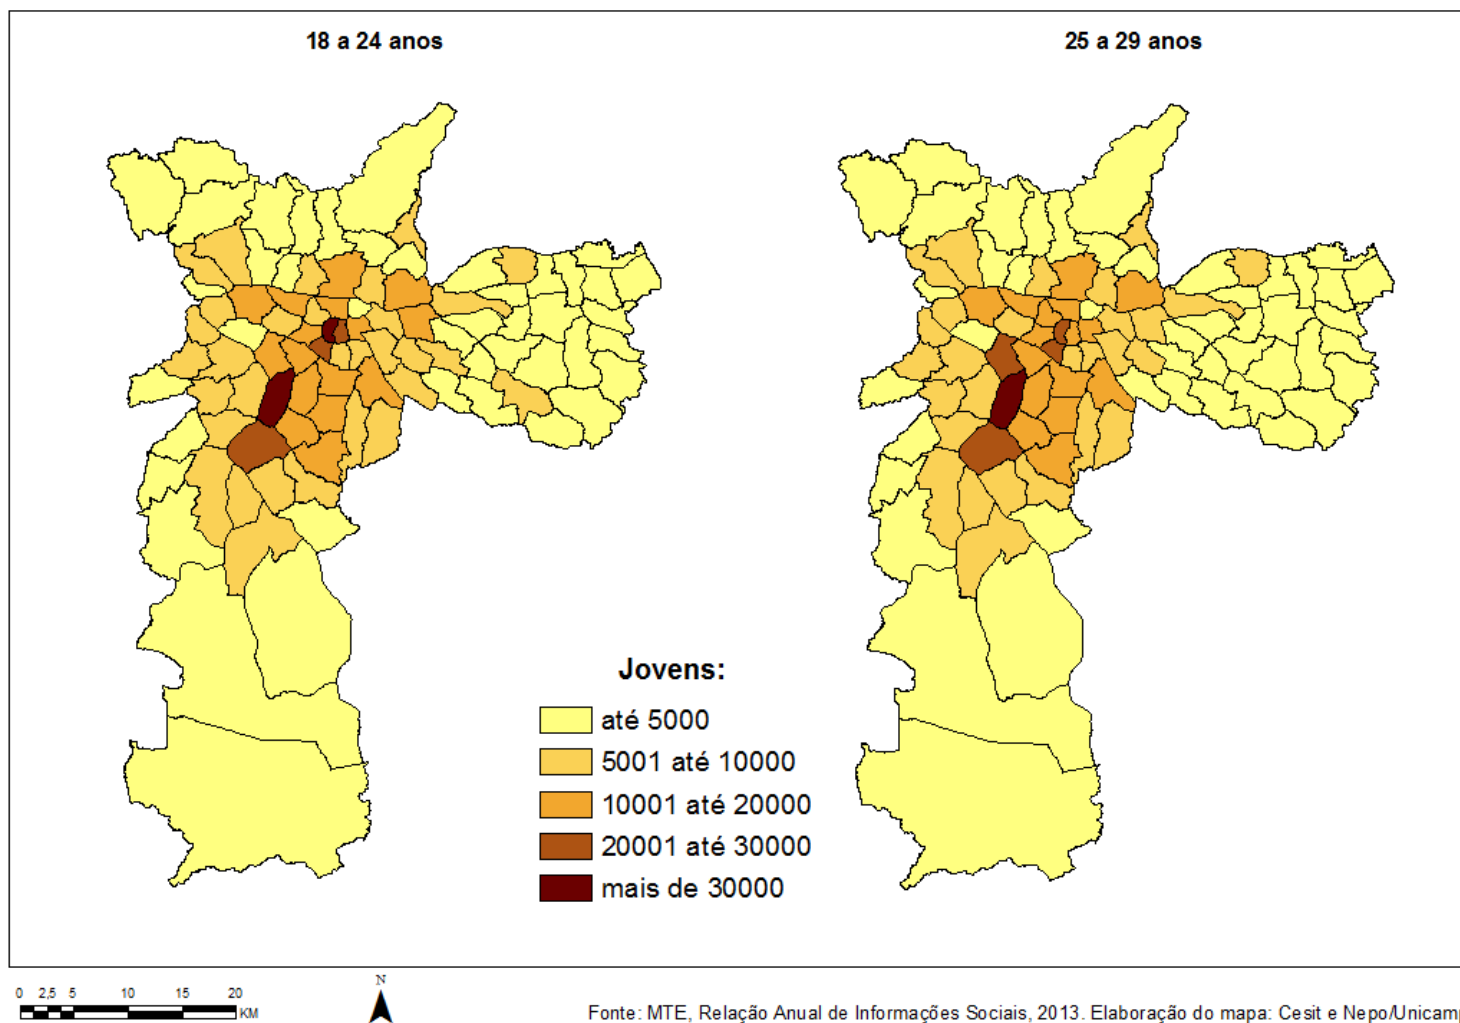 18 a 24 anos
25 a 29 anos
Jovens:
até 5000
5001 até 10000
10001 até 20000
20001 até 30000
mais de 30000
0 2,5 5 10 15 20
KM
N
Fonte: MTE, Relação Anual de Informações Sociais, 2013. Elaboração do mapa: Cesit e Nepo/Unicamp